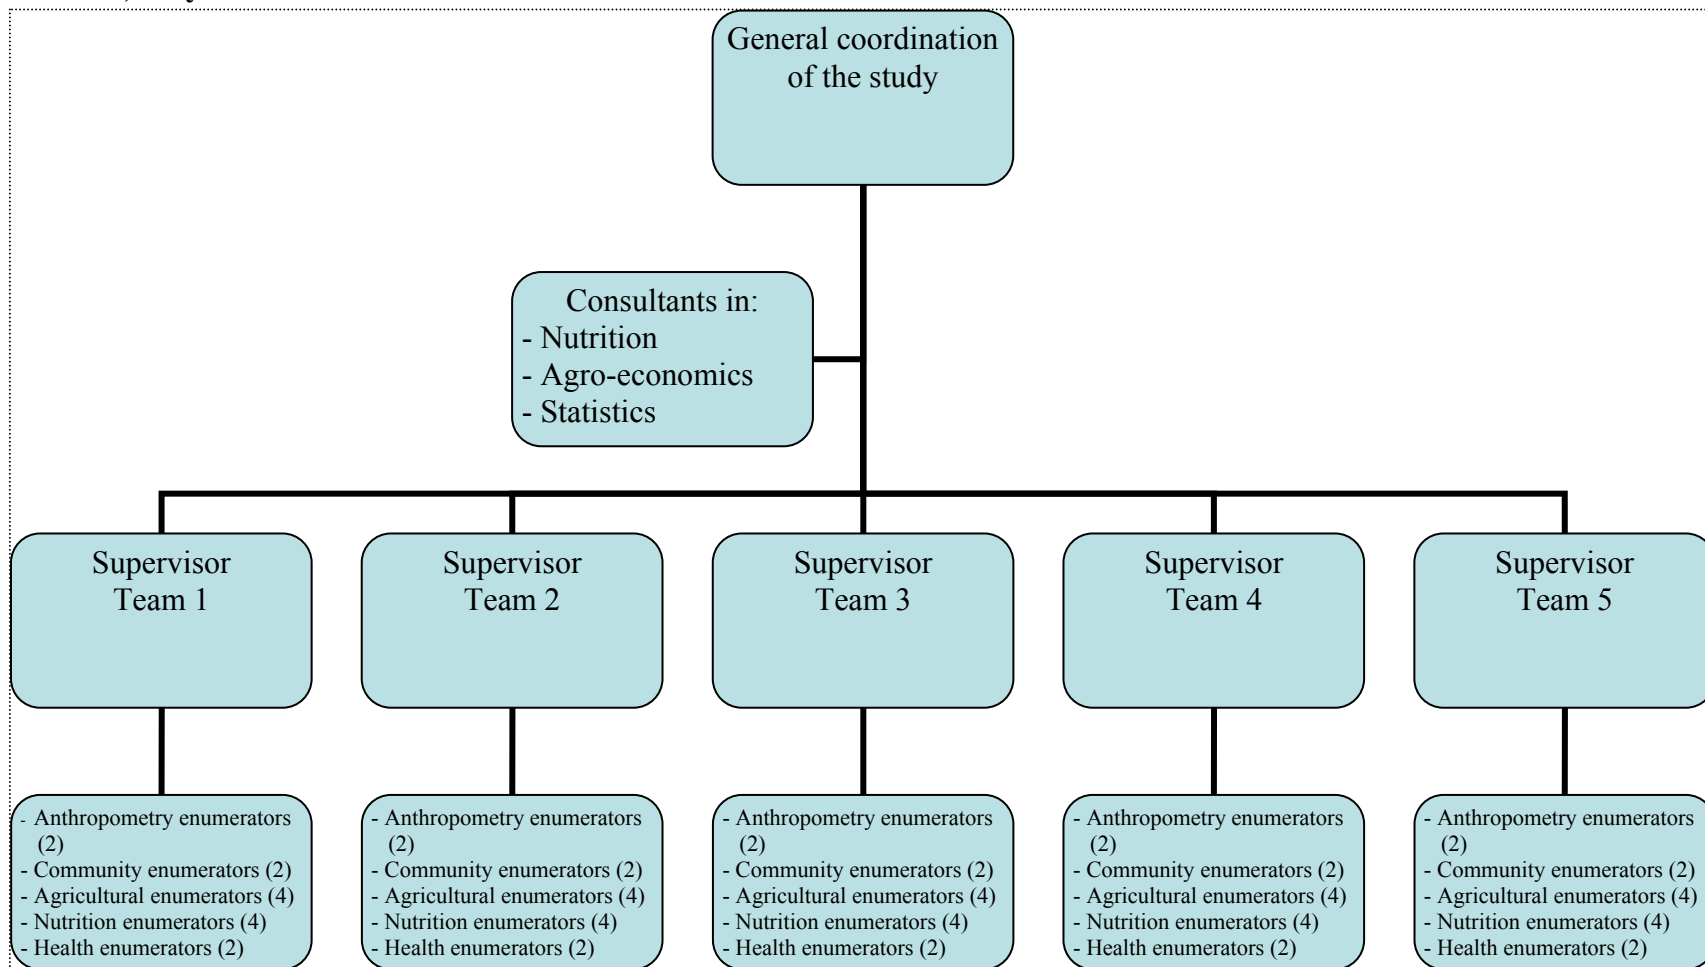 General coordination
of the study
Consultants in:
- Nutrition
- Agro-economics
- Statistics
Supervisor
Team 1
Supervisor
Team 2
Supervisor
Team 3
Supervisor
Team 4
Supervisor
Team 5
- Anthropometry enumerators
(2)
- Community enumerators (2)
- Agricultural enumerators (4)
- Nutrition enumerators (4)
- Health enumerators (2)
- Anthropometry enumerators
(2)
- Community enumerators (2)
- Agricultural enumerators (4)
- Nutrition enumerators (4)
- Health enumerators (2)
- Anthropometry enumerators
(2)
- Community enumerators (2)
- Agricultural enumerators (4)
- Nutrition enumerators (4)
- Health enumerators (2)
- Anthropometry enumerators
(2)
- Community enumerators (2)
- Agricultural enumerators (4)
- Nutrition enumerators (4)
- Health enumerators (2)
- Anthropometry enumerators
(2)
- Community enumerators (2)
- Agricultural enumerators (4)
- Nutrition enumerators (4)
- Health enumerators (2)